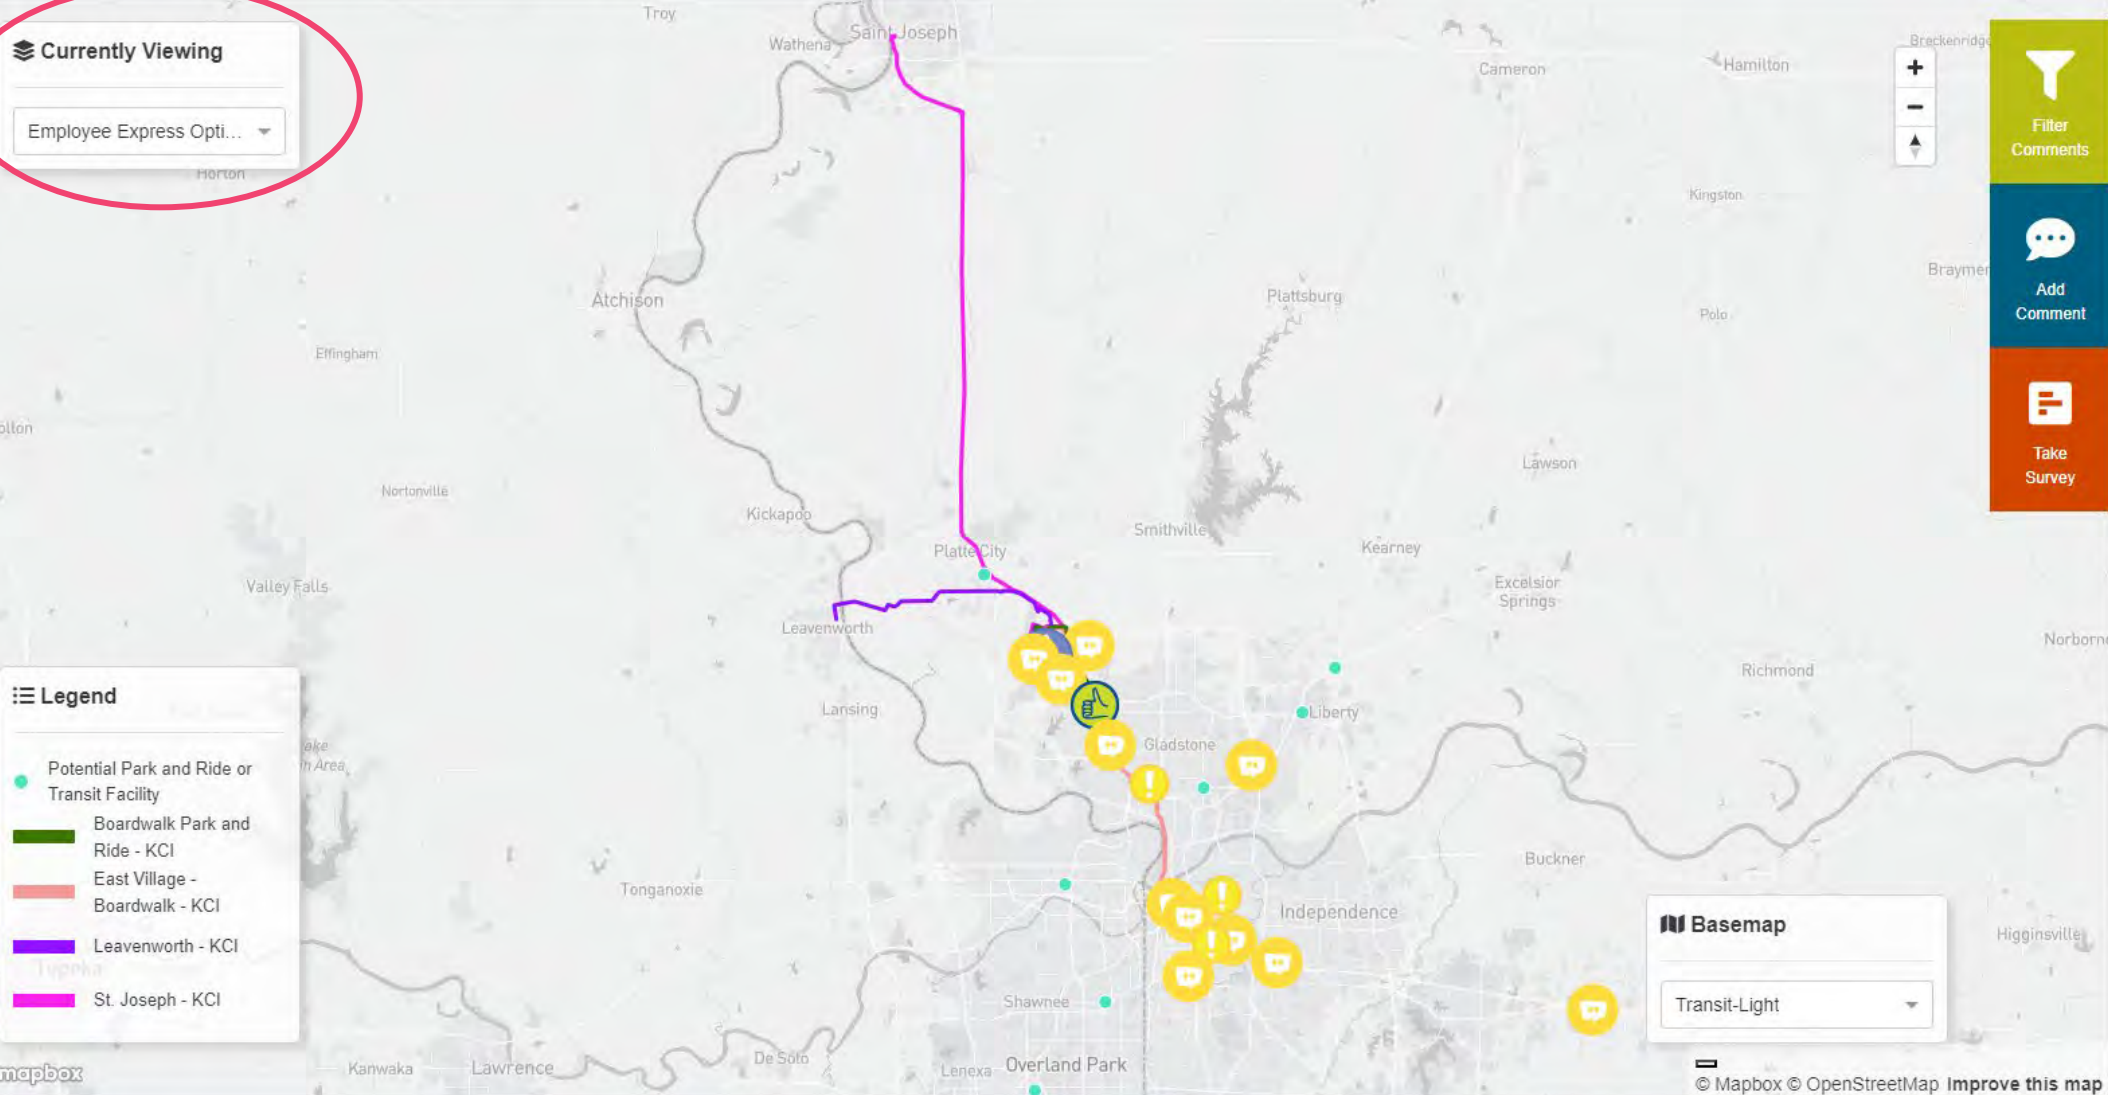 Currently Viewing
Employee Express Opti...
Troy
Wathena
Saint Joseph
Cameron
Hamilton
Breckenridge
Horton
Kingston
Atchison
Plattsburg
Polo
Braymer
Effingham
olton
Nortonville
Kickapoo
Lawson
Platte City
Smithville
Kearney
Valley Falls
Excelsior
Springs
Leavenworth
Norborne
Richmond
Lansing
Liberty
Gladstone
ake
n Area
Buckner
Tonganoxie
Independence
Higginsville
Topeka
Shawnee
De Soto
Kanwaka
Lawrence
Lenexa
Overland Park
Filter
Comments
Add
Comment
Take
Survey
Legend
Potential Park and Ride or
Transit Facility
Boardwalk Park and
Ride - KCI
East Village -
Boardwalk - KCI
Leavenworth - KCI
St. Joseph - KCI
Basemap
Transit-Light
mapbox
© Mapbox © OpenStreetMap Improve this map